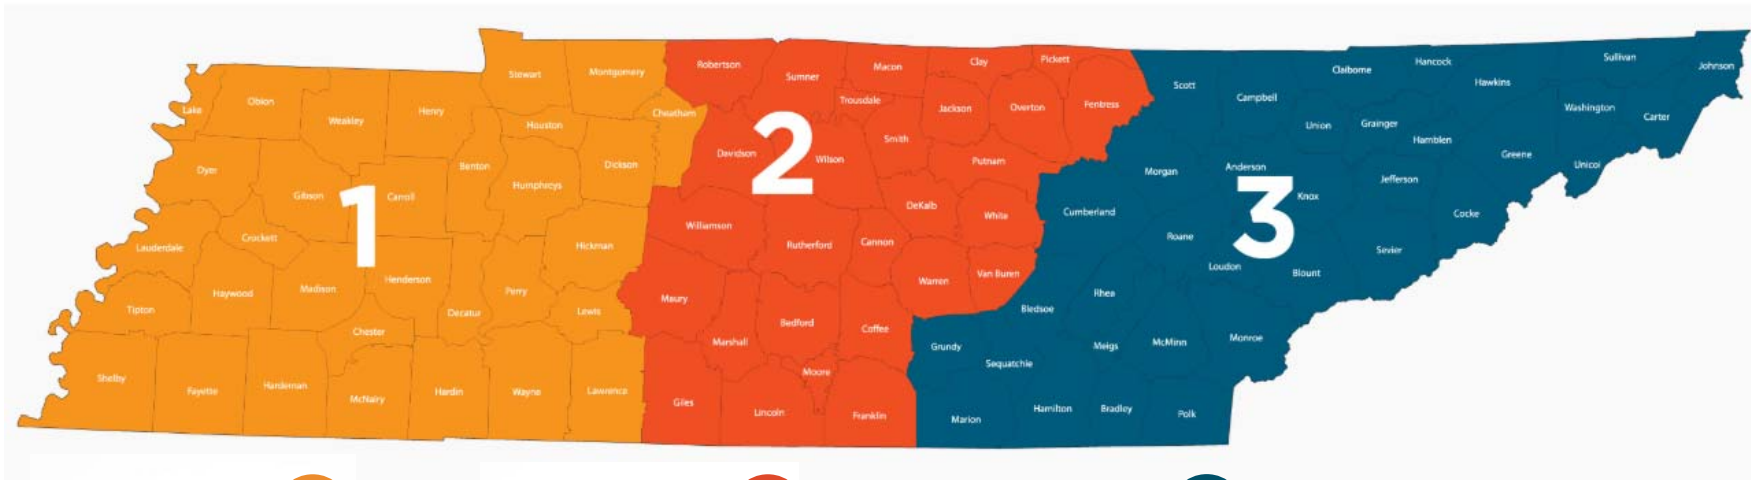 Stewart
Montgomery
Lake
Obion
Weakley
Henry
Houston
Cheatham
Dyer
Gibson
Carroll
Benton
Humphreys
Dickson
1
Lauderdale
Crockett
Hickman
Tipton
Haywood
Madison
Henderson
Decatur
Perry
Lewis
Chester
Shelby
Fayette
Hardeman
McNairy
Hardin
Wayne
Lawrence
Robertson
Sumner
Macon
Clay
Pickett
Trousdale
Jackson
Overton
Fentress
Davidson
2
Wilson
Smith
Putnam
Williamson
Rutherford
Cannon
DeKalb
White
Maury
Warren
Van Buren
Marshall
Bedford
Coffee
Moore
Giles
Lincoln
Franklin
Scott
Campbell
Claiborne
Hancock
Hawkins
Sullivan
Johnson
Union
Grainger
Hamblen
Washington
Carter
Morgan
Anderson
Knox
Jefferson
Greene
Unicoi
Cumberland
Roane
3
Cocke
Loudon
Blount
Sevier
Bledsoe
Rhea
Grundy
Sequatchie
Meigs
McMinn
Monroe
Marion
Hamilton
Bradley
Polk